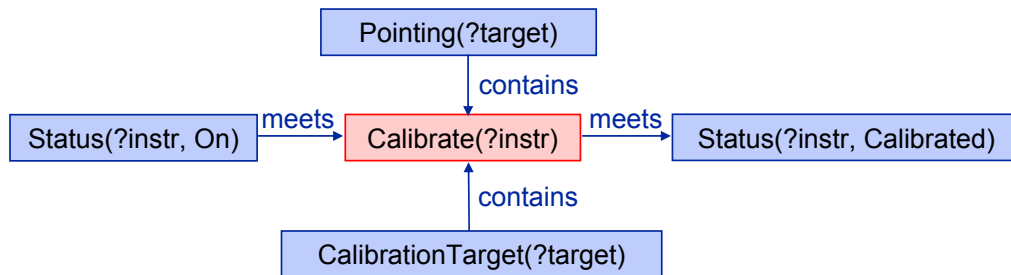 Pointing(?target)
contains
Status(?instr, On)
meets
Calibrate(?instr)
meets
Status(?instr, Calibrated)
contains
CalibrationTarget(?target)